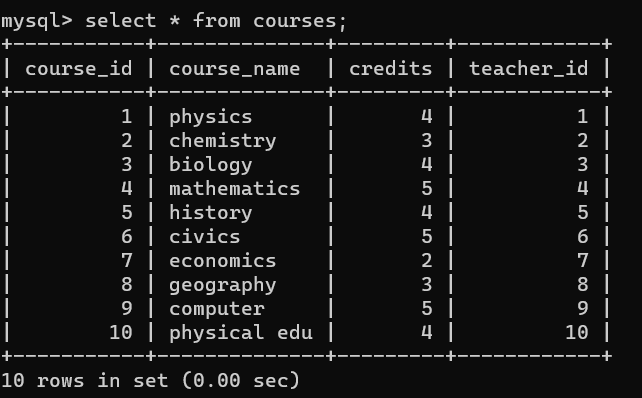 mysql> select * from courses;
+-----------+-------------+---------+------------+
| course_id | course_name | credits | teacher_id |
+-----------+-------------+---------+------------+
|         1 | physics     |       4 |          1 |
|         2 | chemistry   |       3 |          2 |
|         3 | biology     |       4 |          3 |
|         4 | mathematics |       5 |          4 |
|         5 | history     |       4 |          5 |
|         6 | civics      |       5 |          6 |
|         7 | economics   |       2 |          7 |
|         8 | geography   |       3 |          8 |
|         9 | computer    |       5 |          9 |
|        10 | physical edu |       4 |         10 |
+-----------+-------------+---------+------------+
10 rows in set (0.00 sec)